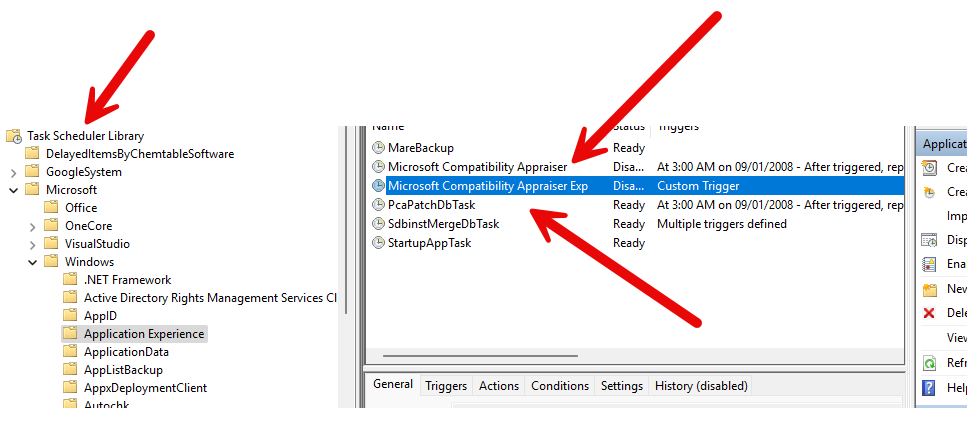 Task Scheduler Library
DelayedItemsByChemtableSoftware
GoogleSystem
Microsoft
Office
OneCore
VisualStudio
Windows
.NET Framework
Active Directory Rights Management Services Cl
AppID
Application Experience
ApplicationData
AppListBackup
AppxDeploymentClient
Autochk
Name Status Triggers
MareBackup Ready
Microsoft Compatibility Appraiser Disa... At 3:00 AM on 09/01/2008 - After triggered, rep
Microsoft Compatibility Appraiser Exp Disa... Custom Trigger
PcaPatchDbTask Ready At 3:00 AM on 09/01/2008 - After triggered, rep
SdbinstMergeDbTask Ready Multiple triggers defined
StartupAppTask Ready
General Triggers Actions Conditions Settings History (disabled)
Applicat
Crea
Crea
Imp
Disp
Enal
New
Dele
View
Refr
Help